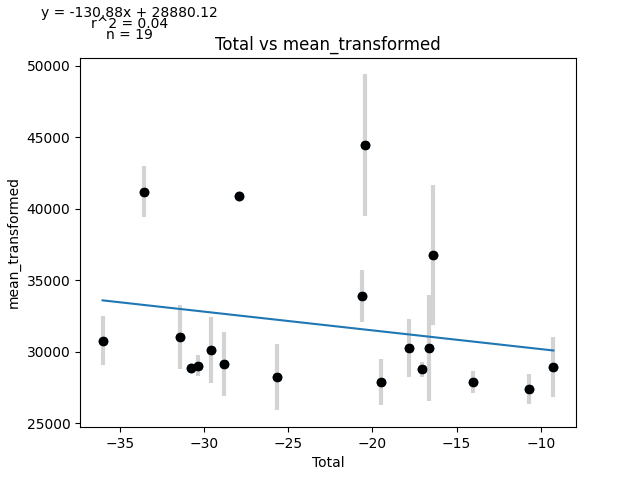 y = -130.88x + 28880.12
r^2 = 0.04
n = 19
Total vs mean_transformed
50000
45000
40000
35000
30000
25000
mean_transformed
−35
−30
−25
−20
−15
−10
Total